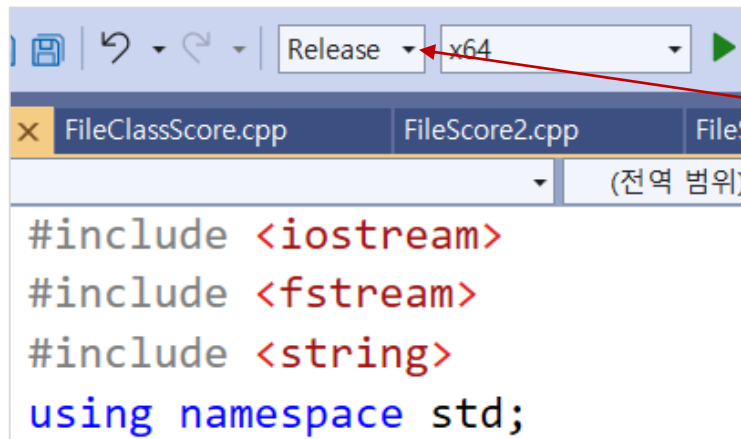 Release x64
FileClassScore.cpp FileScore2.cpp File
(전역 범위)
#include <iostream>
#include <fstream>
#include <string>
using namespace std;